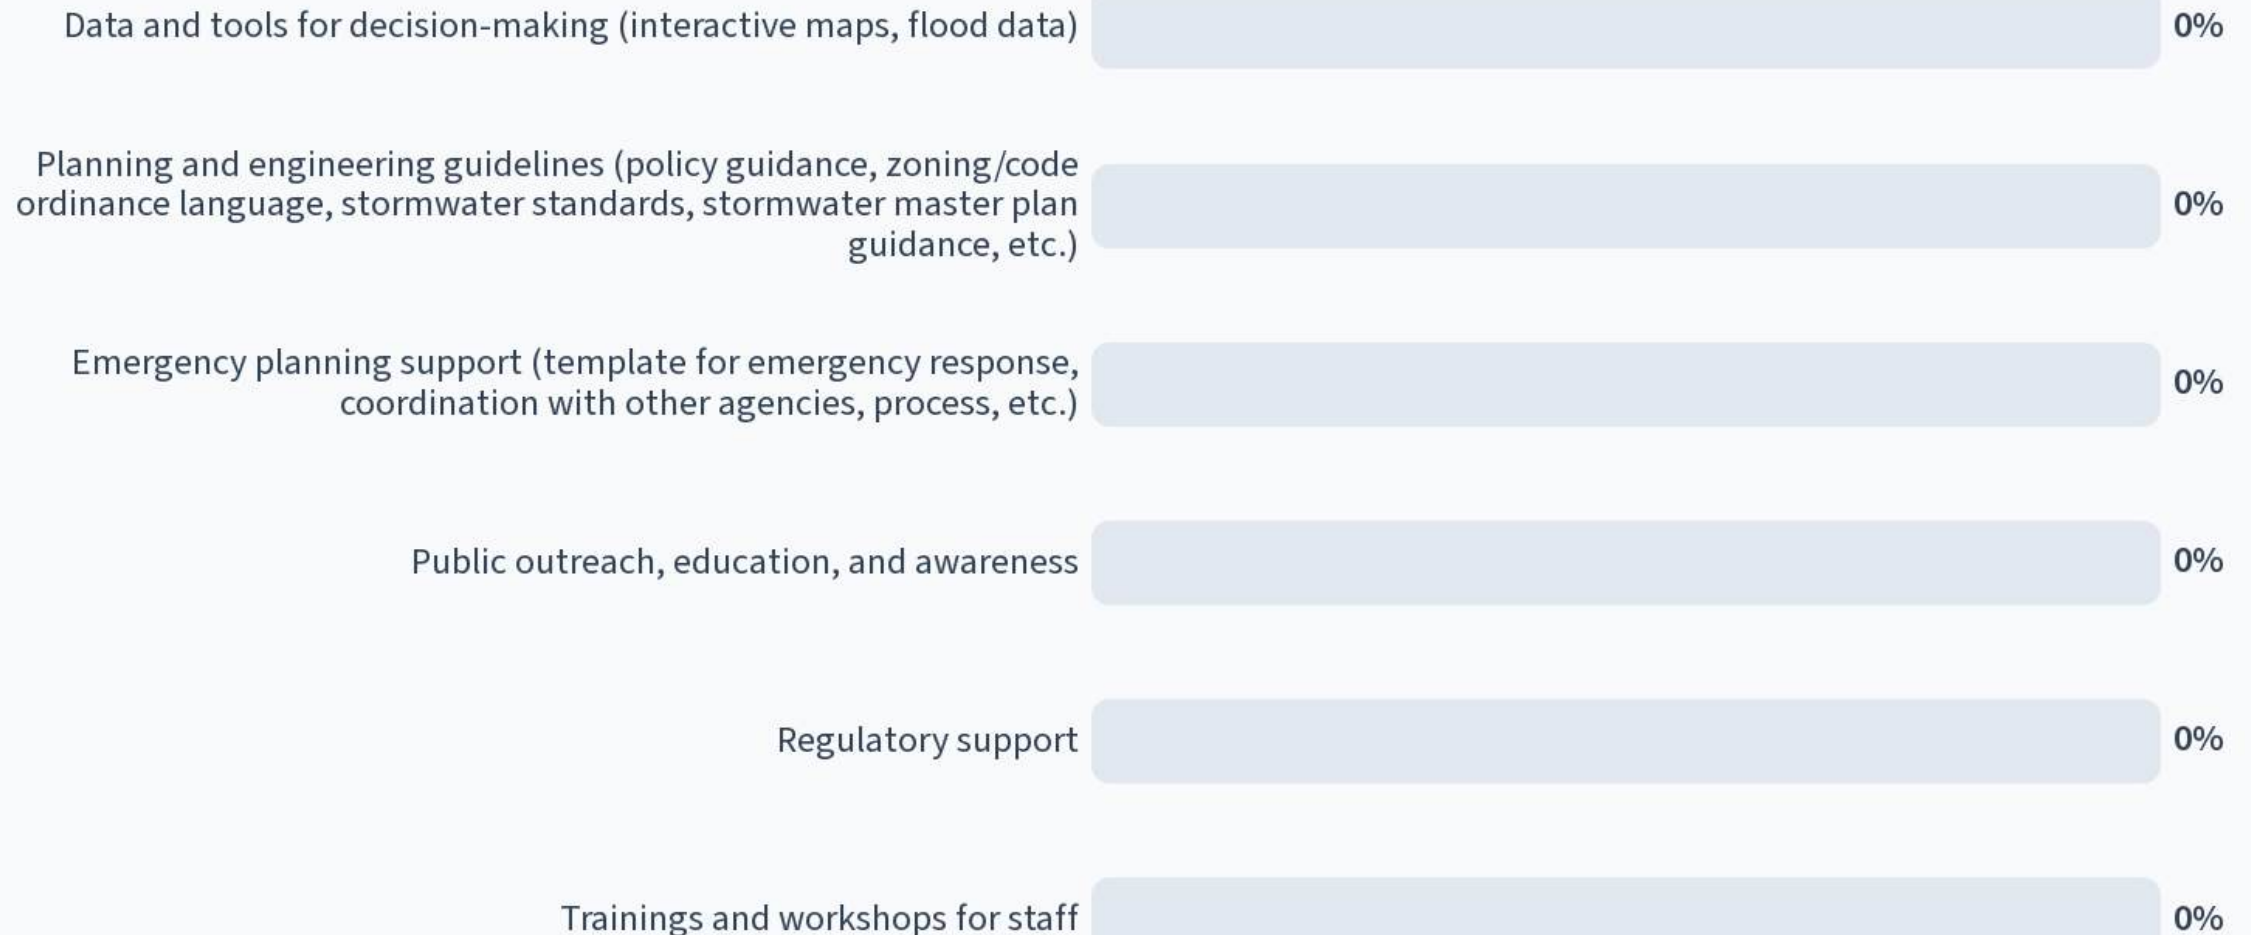 Data and tools for decision-making (interactive maps, flood data) 0%
Planning and engineering guidelines (policy guidance, zoning/code
ordinance language, stormwater standards, stormwater master plan 0%
guidance, etc.)
Emergency planning support (template for emergency response,
coordination with other agencies, process, etc.) 0%
Public outreach, education, and awareness 0%
Regulatory support 0%
Trainings and workshops for staff 0%